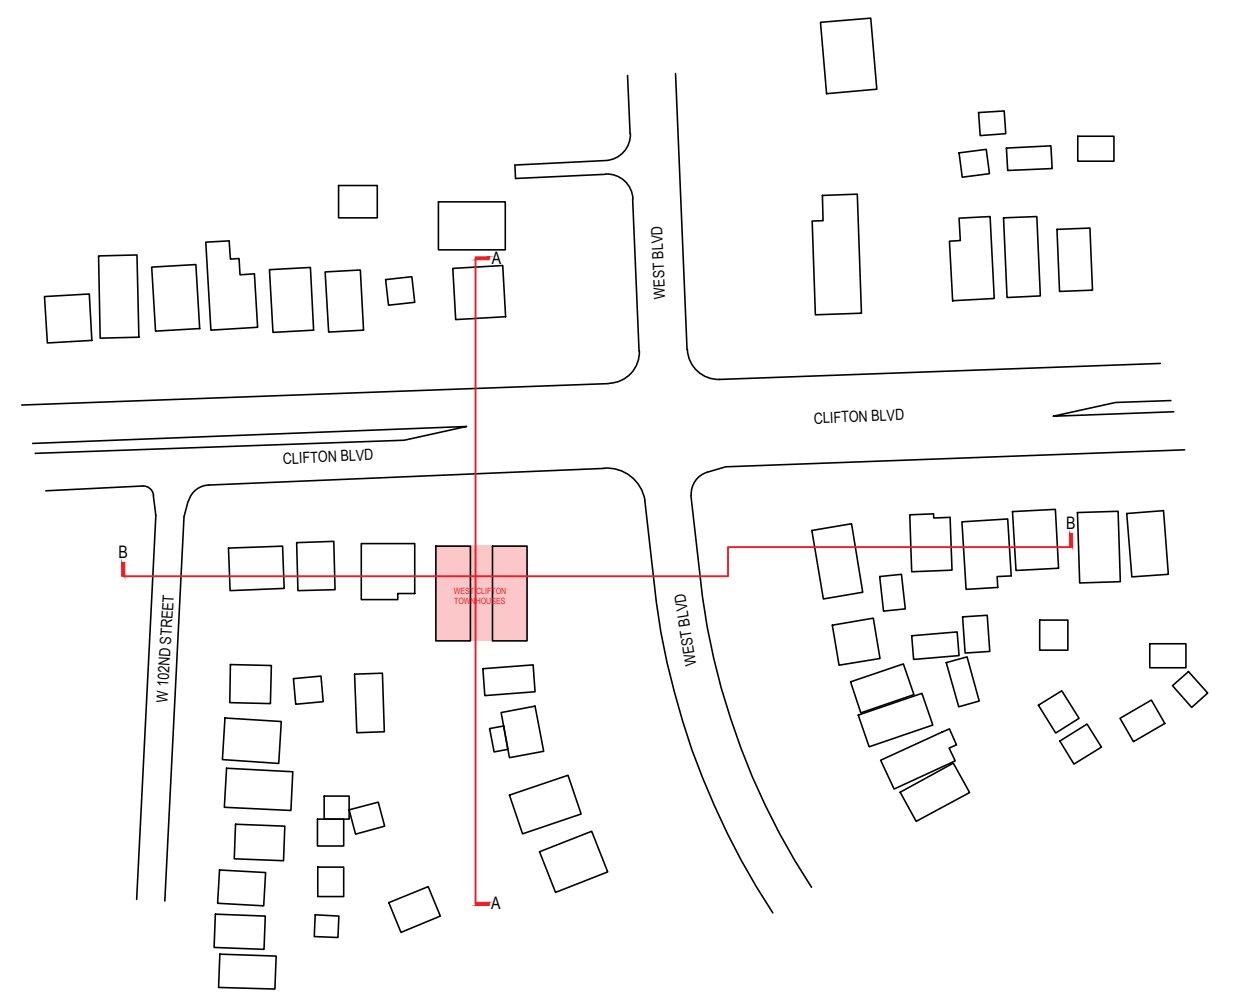 WEST BLVD
A
CLIFTON BLVD
CLIFTON BLVD
B
B
WEST CLIFTON
TOWNHOUSES
W 102ND STREET
WEST BLVD
A